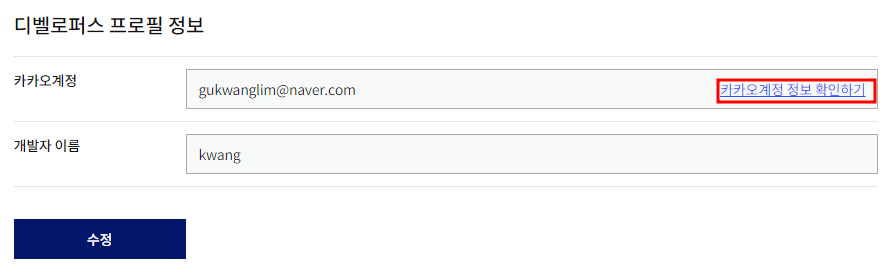 디벨로퍼스 프로필 정보
카카오계정
gukwanglim@naver.com 카카오계정 정보 확인하기
개발자 이름
kwang
수정